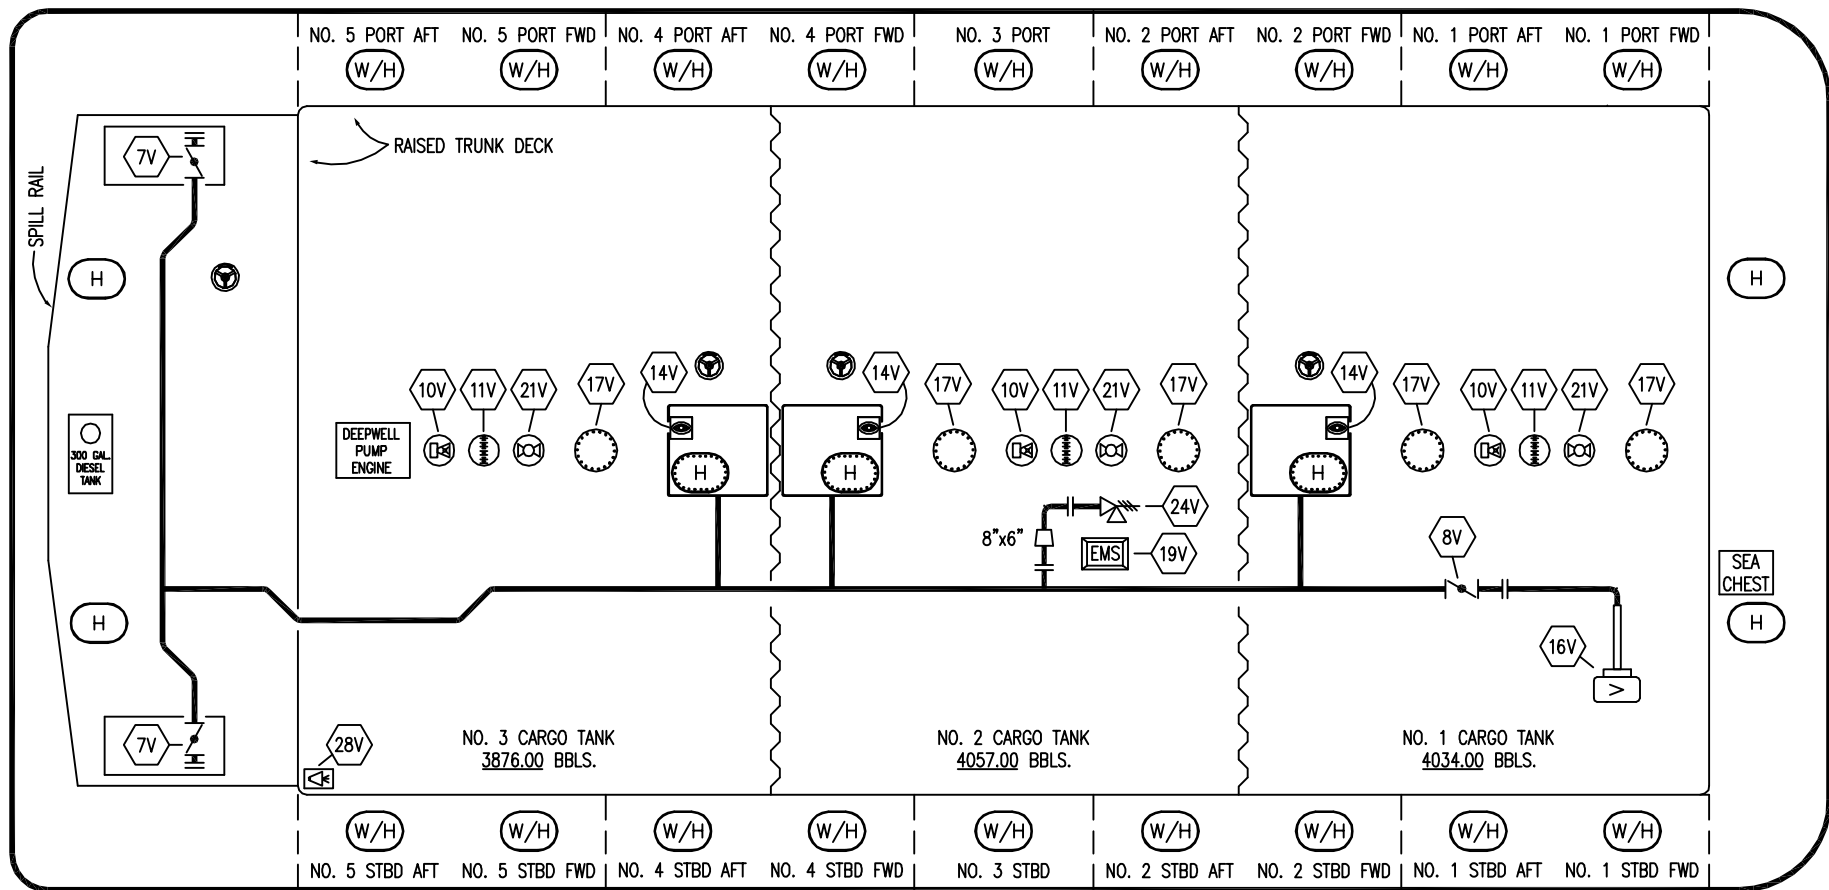 NO. 5 PORT AFT NO. 5 PORT FWD NO. 4 PORT AFT NO. 4 PORT FWD NO. 3 PORT NO. 2 PORT AFT NO. 2 PORT FWD NO. 1 PORT AFT NO. 1 PORT FWD
W/H W/H W/H W/H W/H W/H W/H W/H W/H
RAISED TRUNK DECK
7V
SPILL RAIL
H H
14V 14V 14V
10V 11V 21V 17V 17V 10V 11V 21V 17V 17V 10V 11V 21V 17V
DEEPWELL
PUMP
ENGINE
300 GAL.
DIESEL
TANK
H H H
24V
8"x6"
EMS 19V
8V
SEA
CHEST
H H
16V
>
7V
28V
NO. 3 CARGO TANK
3876.00 BBLS.
NO. 2 CARGO TANK
4057.00 BBLS.
NO. 1 CARGO TANK
4034.00 BBLS.
W/H W/H W/H W/H W/H W/H W/H W/H W/H
NO. 5 STBD AFT NO. 5 STBD FWD NO. 4 STBD AFT NO. 4 STBD FWD NO. 3 STBD NO. 2 STBD AFT NO. 2 STBD FWD NO. 1 STBD AFT NO. 1 STBD FWD